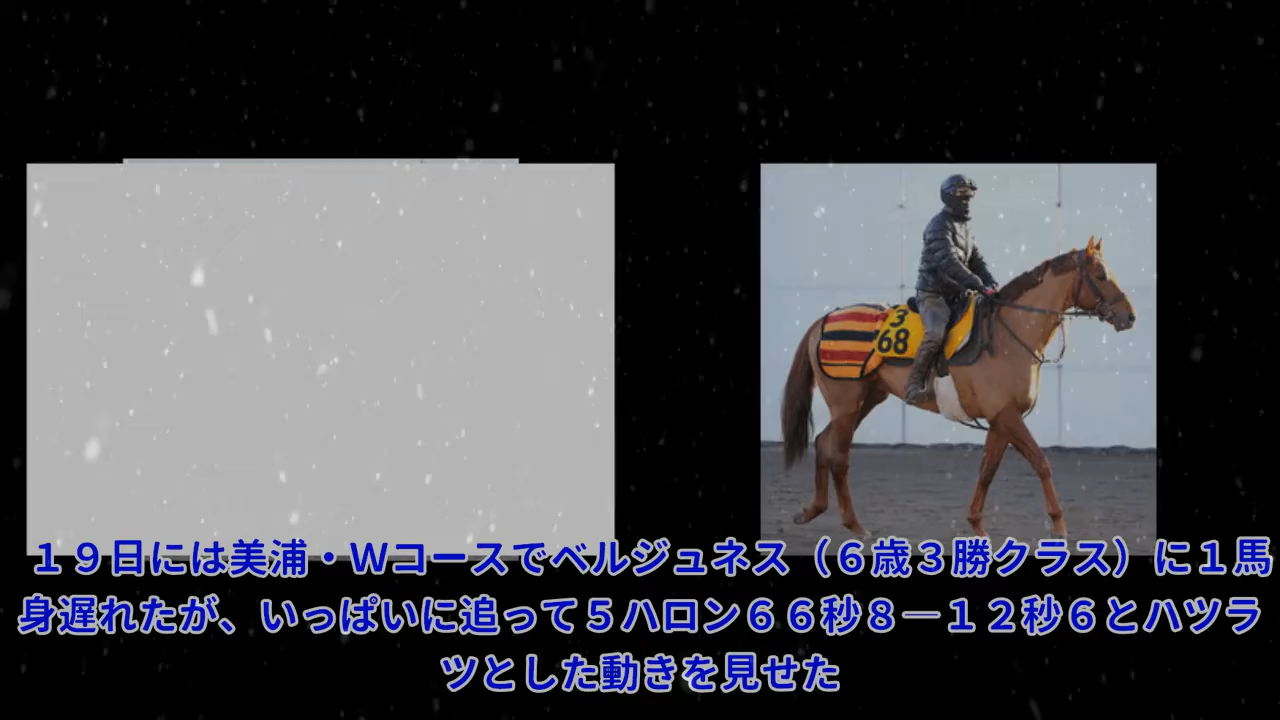 3
68
１９日には美浦・Ｗコースでベルジュネス（６歳３勝クラス）に１馬
身遅れたが、いっぱいに追って５ハロン６６秒８―１２秒６とハツラ
ツとした動きを見せた